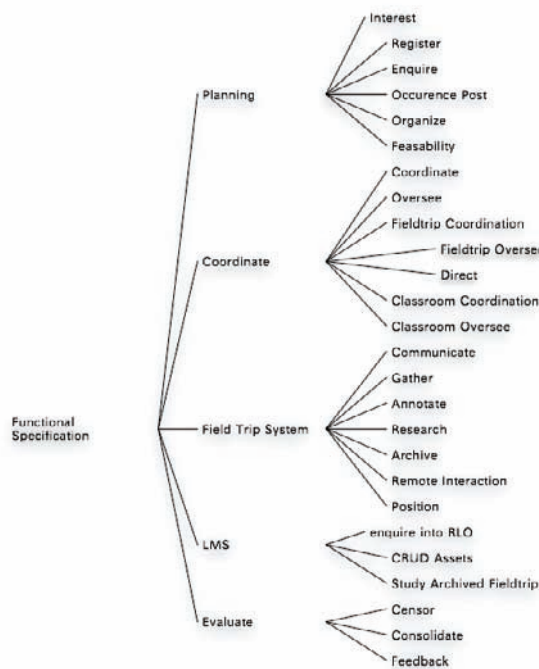 Functional
Specification
Planning
Interest
Register
Enquire
Occurence Post
Organize
Feasability
Coordinate
Coordinate
Oversee
Fieldtrip Coordination
Fieldtrip Oversee
Direct
Classroom Coordination
Classroom Oversee
Field Trip System
Communicate
Gather
Annotate
Research
Archive
Remote Interaction
Position
LMS
enquire into RLO
CRUD Assets
Study Archived Fieldtrip
Evaluate
Censor
Consolidate
Feedback